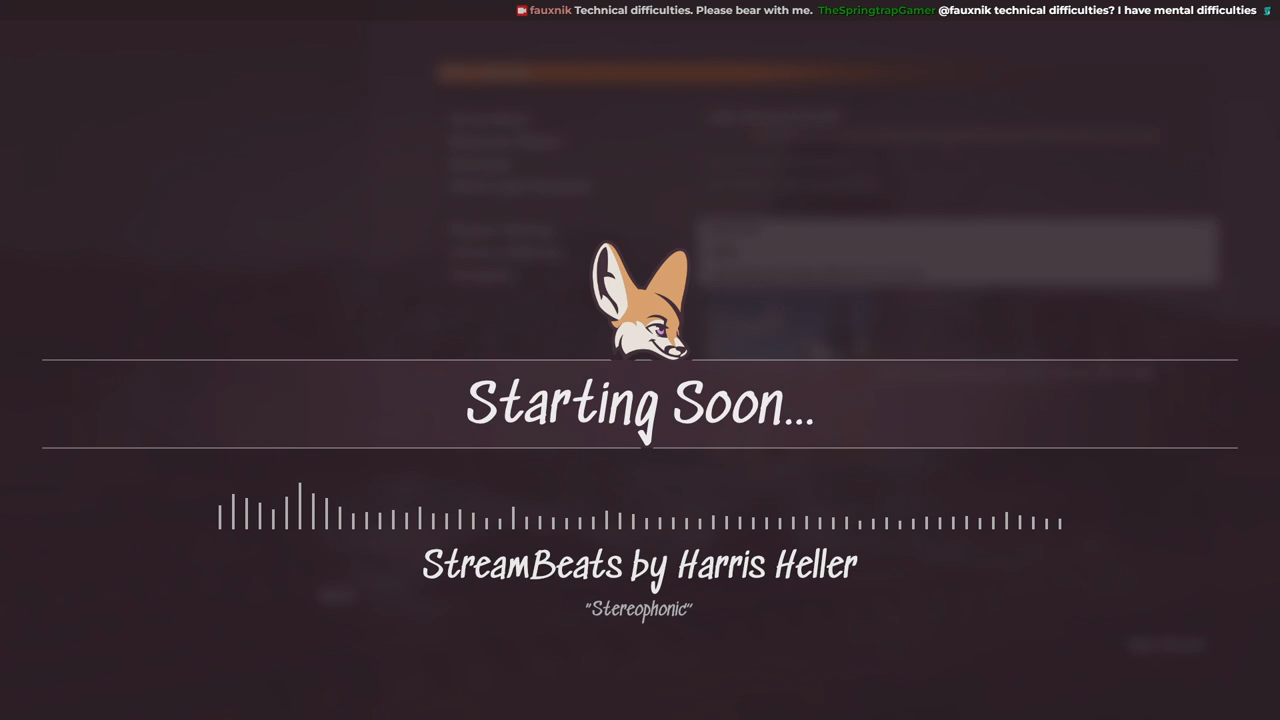 fauxnik Technical difficulties. Please bear with me. TheSpringtrapGamer @fauxnik technical difficulties? I have mental difficulties
Starting Soon...
StreamBeats by Harris Heller
"Stereophonic"